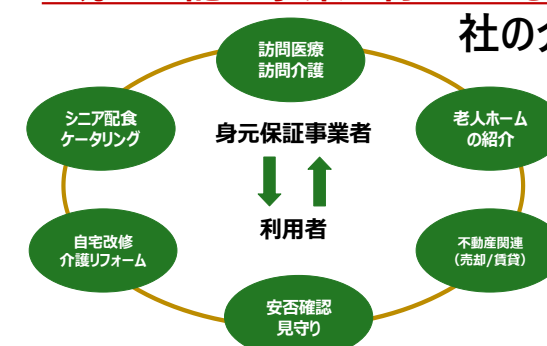 社の
訪問医療
訪問介護
シニア配食
ケータリング
身元保証事業者
老人ホーム
の紹介
利用者
自宅改修
介護リフォーム
不動産関連
（売却/賃貸）
安否確認
見守り